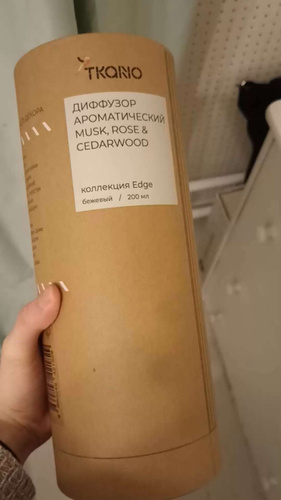 TKANO
ДИФФУЗОР
АРОМАТИЧЕСКИЙ
MUSK, ROSE &
CEDARWOOD
коллекция Edge
бежевый / 200 мл